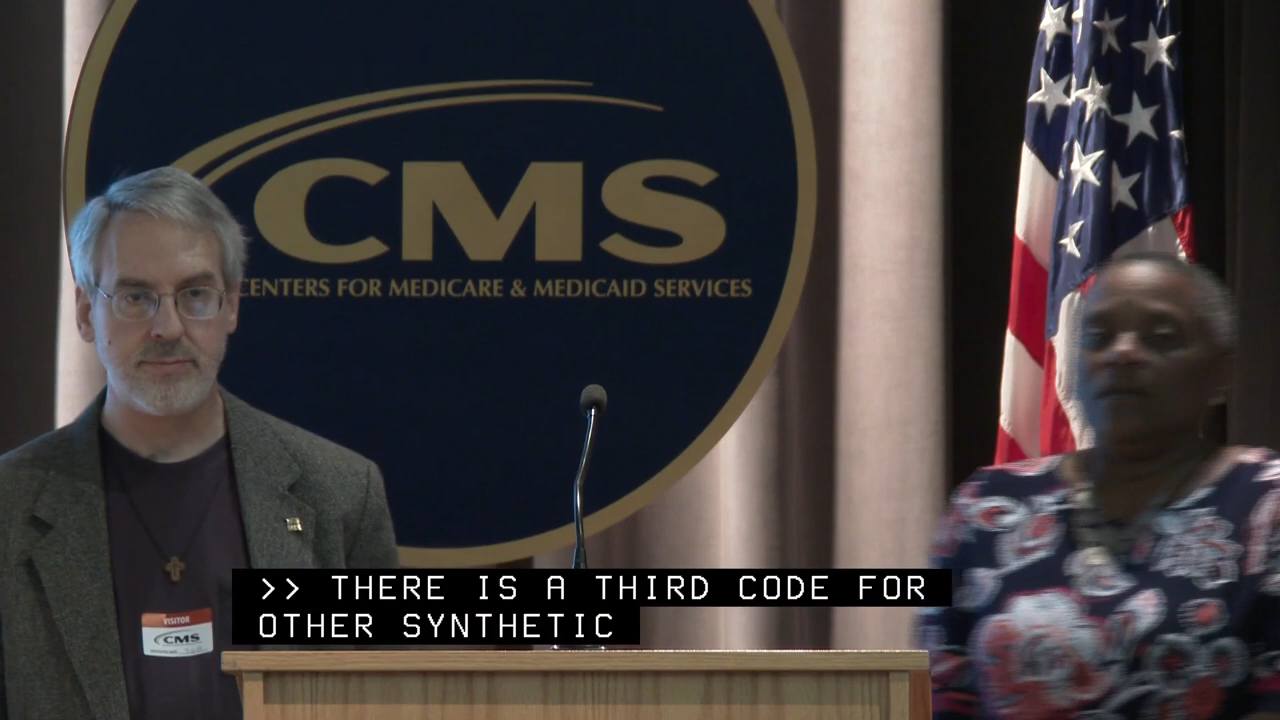 CMS
CENTERS FOR MEDICARE & MEDICAID SERVICES
VISITOR
CMS
>> THERE IS A THIRD CODE FOR
OTHER SYNTHETIC